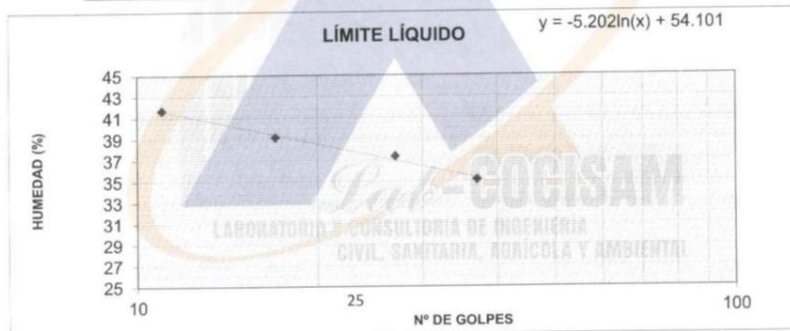 LÍMITE LÍQUIDO
y = -5.202ln(x) + 54.101
HUMEDAD (%)
45
43
41
39
37
35
33
31
29
27
25
10
25
100
Nº DE GOLPES
Lab-COCISAM
LABORATORIO Y CONSULTORIA DE INGENIERIA
CIVIL, SANITARIA, AGRÍCOLA Y AMBIENTAL